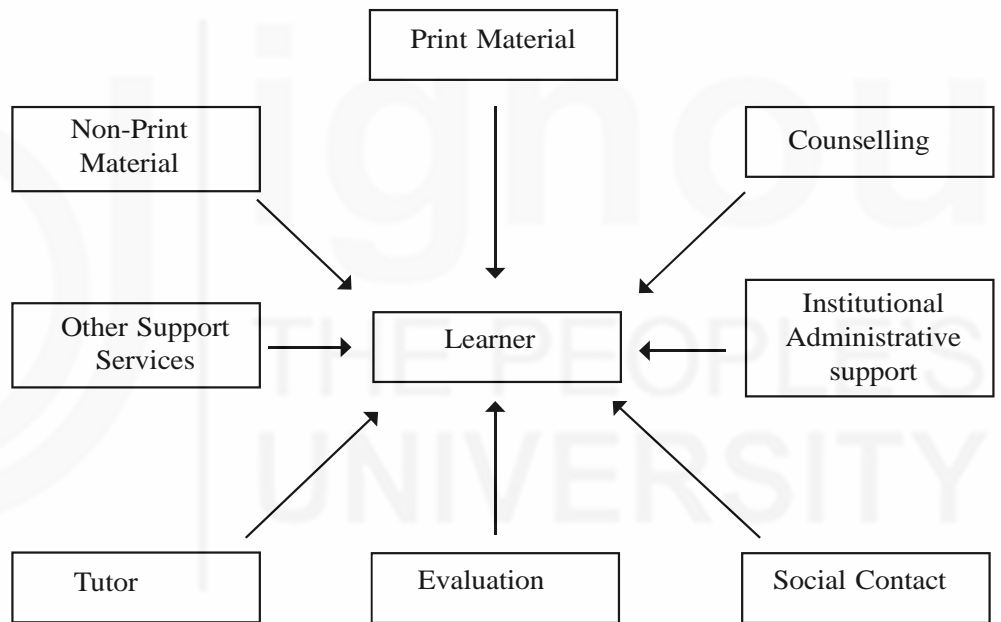 Print Material
Non-Print
Material
Counselling
Other Support
Services
Learner
Institutional
Administrative
support
Tutor
Evaluation
Social Contact
ignou
THE PEOPLE'S
UNIVERSITY